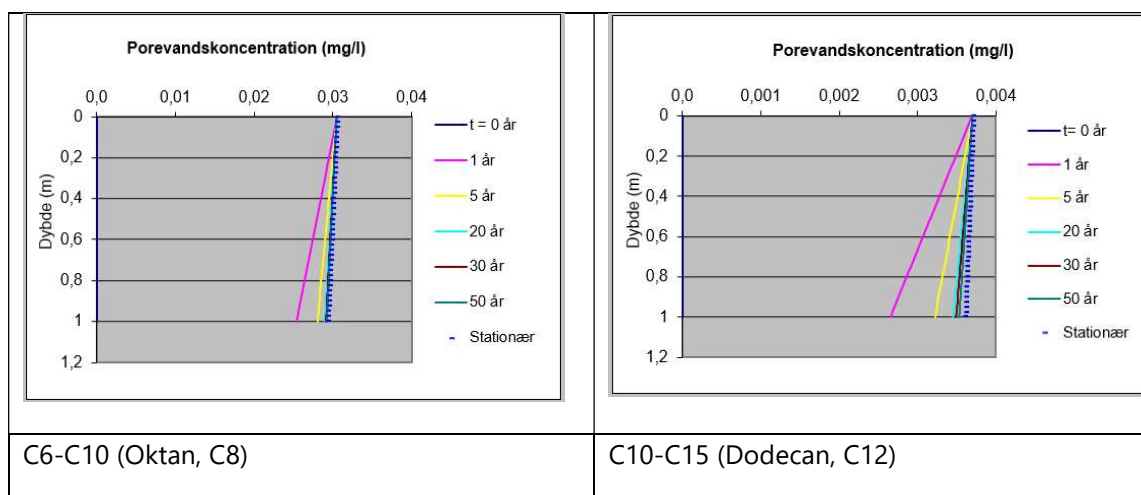 Porevandskoncentration (mg/l)
0,0 0,01 0,02 0,03 0,04
0
0,2
0,4
0,6
0,8
1
1,2
Dybde (m)
t = 0 år
1 år
5 år
20 år
30 år
50 år
Stationær
Porevandskoncentration (mg/l)
0,0 0,001 0,002 0,003 0,004
0
0,2
0,4
0,6
0,8
1
1,2
Dybde (m)
t= 0 år
1 år
5 år
20 år
30 år
50 år
Stationær
C6-C10 (Oktan, C8)
C10-C15 (Dodecan, C12)